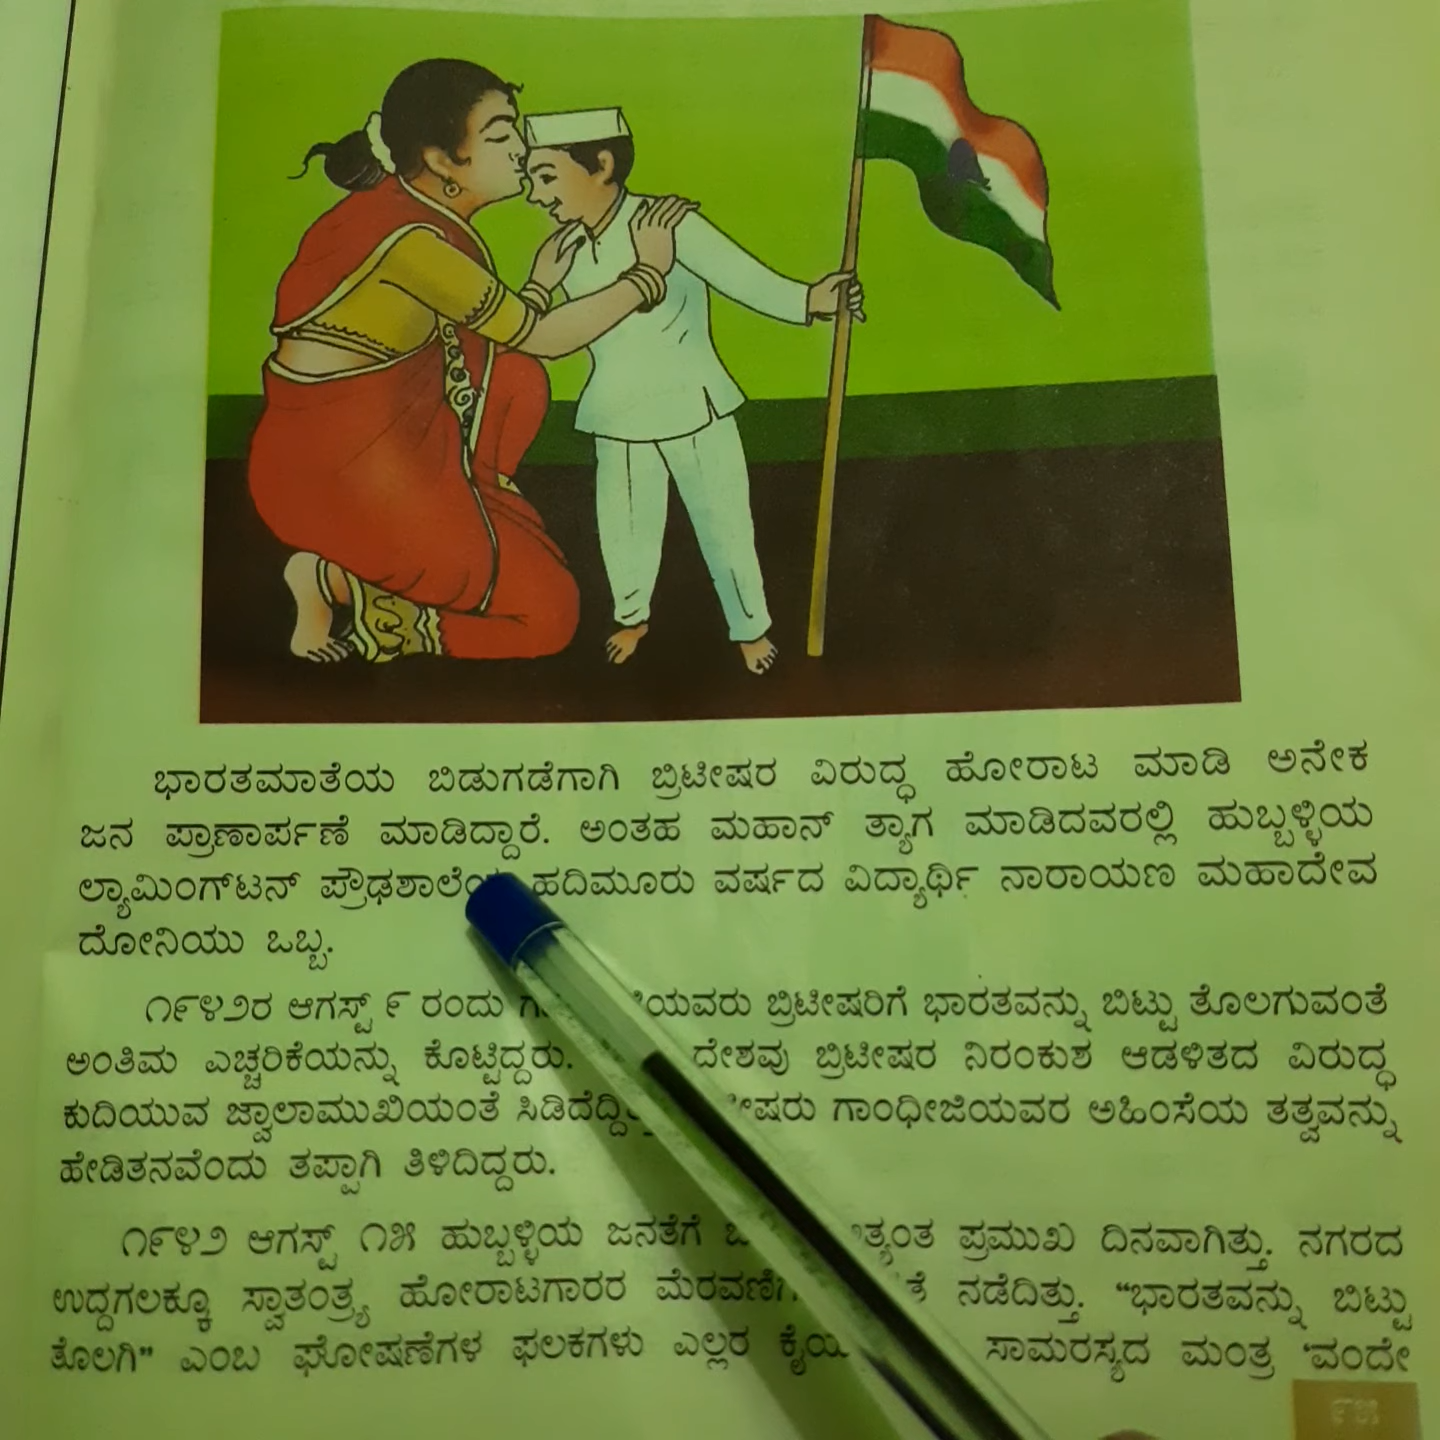 ಭಾರತಮಾತೆಯ ಬಿಡುಗಡೆಗಾಗಿ ಬ್ರಿಟೀಷರ ವಿರುದ್ಧ ಹೋರಾಟ ಮಾಡಿ ಅನೇಕ
ಜನ ಪ್ರಾಣಾರ್ಪಣೆ ಮಾಡಿದ್ದಾರೆ. ಅಂತಹ ಮಹಾನ್ ತ್ಯಾಗ ಮಾಡಿದವರಲ್ಲಿ ಹುಬ್ಬಳ್ಳಿಯ
ಲ್ಯಾಮಿಂಗ್‌ಟನ್ ಪ್ರೌಢಶಾಲೆಯ ಹದಿಮೂರು ವರ್ಷದ ವಿದ್ಯಾರ್ಥಿ ನಾರಾಯಣ ಮಹಾದೇವ
ದೋನಿಯು ಒಬ್ಬ.
೧೯೪೨ರ ಆಗಸ್ಟ್ ೯ ರಂದು ಬ್ರಿಟೀಷರಿಗೆ ಭಾರತವನ್ನು ಬಿಟ್ಟು ತೊಲಗುವಂತೆ
ಅಂತಿಮ ಎಚ್ಚರಿಕೆಯನ್ನು ಕೊಟ್ಟಿದ್ದರು. ದೇಶವು ಬ್ರಿಟೀಷರ ನಿರಂಕುಶ ಆಡಳಿತದ ವಿರುದ್ಧ
ಕುದಿಯುವ ಜ್ವಾಲಾಮುಖಿಯಂತೆ ಗಾಂಧೀಜಿಯವರ ಅಹಿಂಸೆಯ ತತ್ವವನ್ನು
ಹೇಡಿತನವೆಂದು ತಪ್ಪಾಗಿ ತಿಳಿದಿದ್ದರು.
೧೯೪೨ ಆಗಸ್ಟ್ ೧೫ ಹುಬ್ಬಳ್ಳಿಯ ಜನತೆಗೆ ಪ್ರಮುಖ ದಿನವಾಗಿತ್ತು. ನಗರದ
ಉದ್ದಗಲಕ್ಕೂ ಸ್ವಾತಂತ್ರ್ಯ ಹೋರಾಟಗಾರರ ನಡೆದಿತ್ತು. “ಭಾರತವನ್ನು ಬಿಟ್ಟು
ತೊಲಗಿ” ಎಂಬ ಘೋಷಣೆಗಳ ಫಲಕಗಳು ಎಲ್ಲರ ಸಾಮರಸ್ಯದ ಮಂತ್ರ ‘ವಂದೇ
೯೫